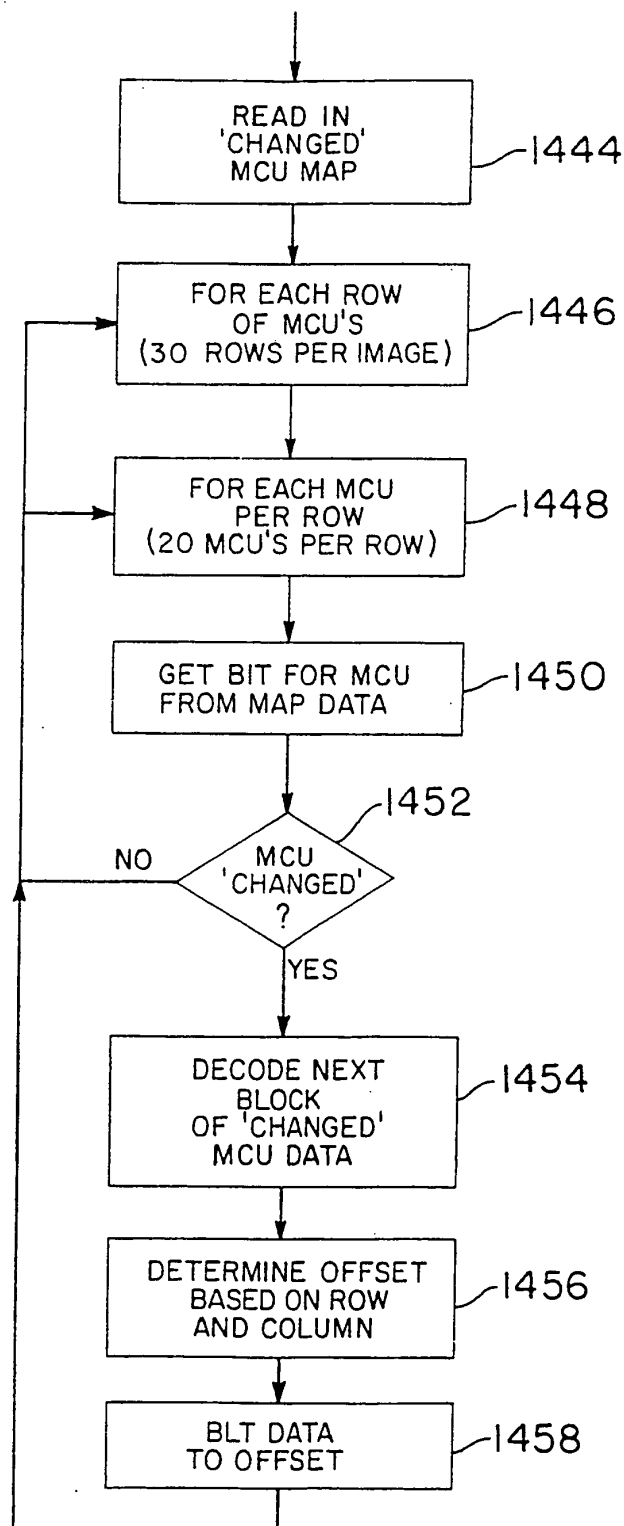 READ IN
'CHANGED'
MCU MAP
1444
FOR EACH ROW
OF MCU'S
(30 ROWS PER IMAGE)
1446
FOR EACH MCU
PER ROW
(20 MCU'S PER ROW)
1448
GET BIT FOR MCU
FROM MAP DATA
1450
1452
MCU
'CHANGED'
?
NO
YES
DECODE NEXT
BLOCK
OF 'CHANGED'
MCU DATA
1454
DETERMINE OFFSET
BASED ON ROW
AND COLUMN
1456
BLT DATA
TO OFFSET
1458